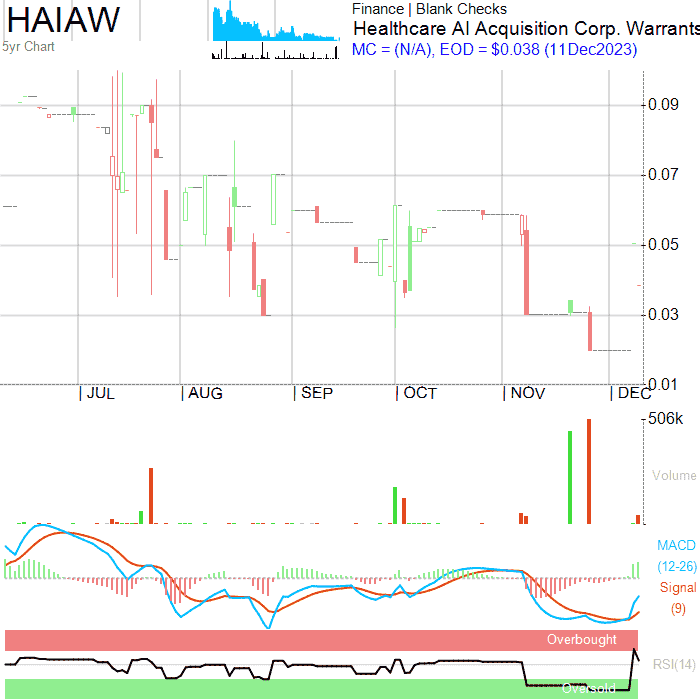 HAIAW
5yr Chart
Finance | Blank Checks
Healthcare AI Acquisition Corp. Warrants
MC = (N/A), EOD = $0.038 (11Dec2023)
0.09
0.07
0.05
0.03
0.01
JUL
AUG
SEP
OCT
NOV
DEC
506k
Volume
MACD
(12-26)
Signal
(9)
Overbought
RSI(14)
Oversold